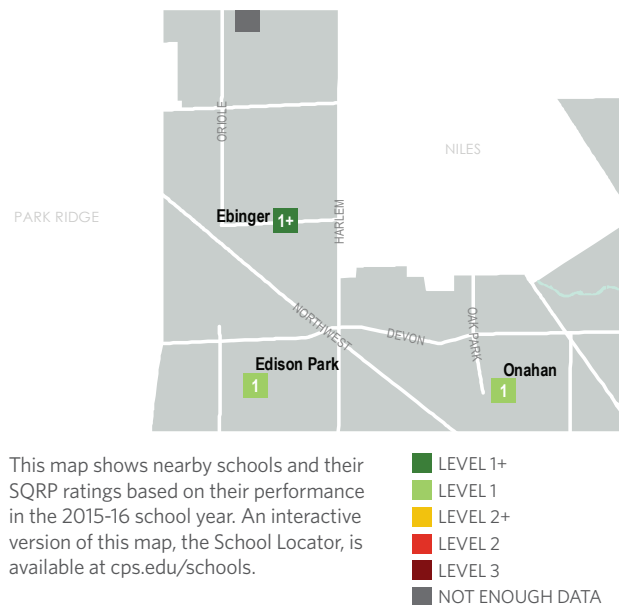 ORIOLE
NILES
PARK RIDGE
Ebinger 1+
HARLEM
NORTHWEST
DEVON
OAK PARK
Edison Park
1
Onahan
1
This map shows nearby schools and their
SQRP ratings based on their performance
in the 2015-16 school year. An interactive
version of this map, the School Locator, is
available at cps.edu/schools.
LEVEL 1+
LEVEL 1
LEVEL 2+
LEVEL 2
LEVEL 3
NOT ENOUGH DATA